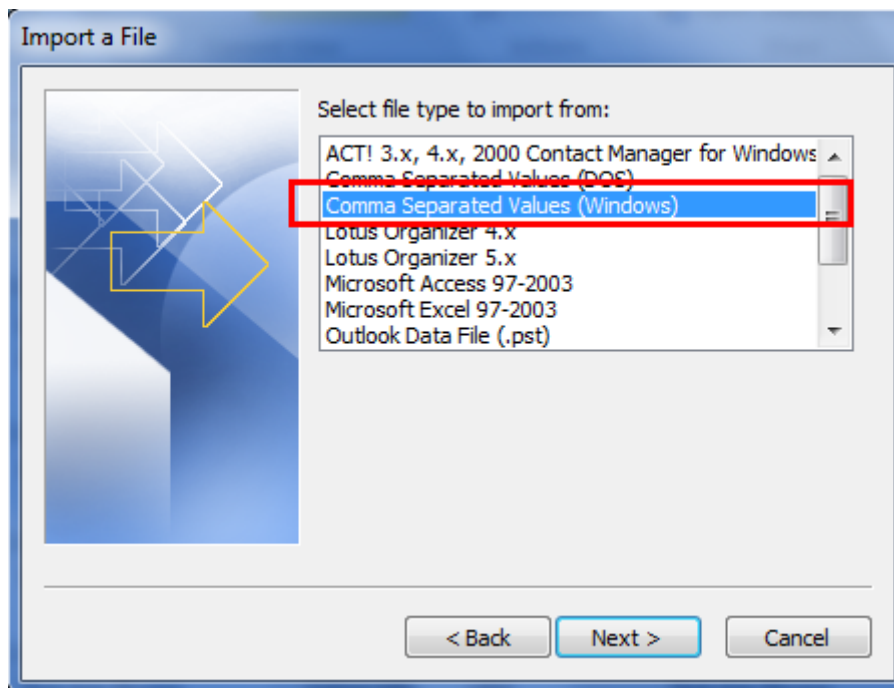 Import a File
Select file type to import from:
ACT! 3.x, 4.x, 2000 Contact Manager for Windows
Comma Separated Values (DOS)
Comma Separated Values (Windows)
Lotus Organizer 4.x
Lotus Organizer 5.x
Microsoft Access 97-2003
Microsoft Excel 97-2003
Outlook Data File (.pst)
< Back Next > Cancel